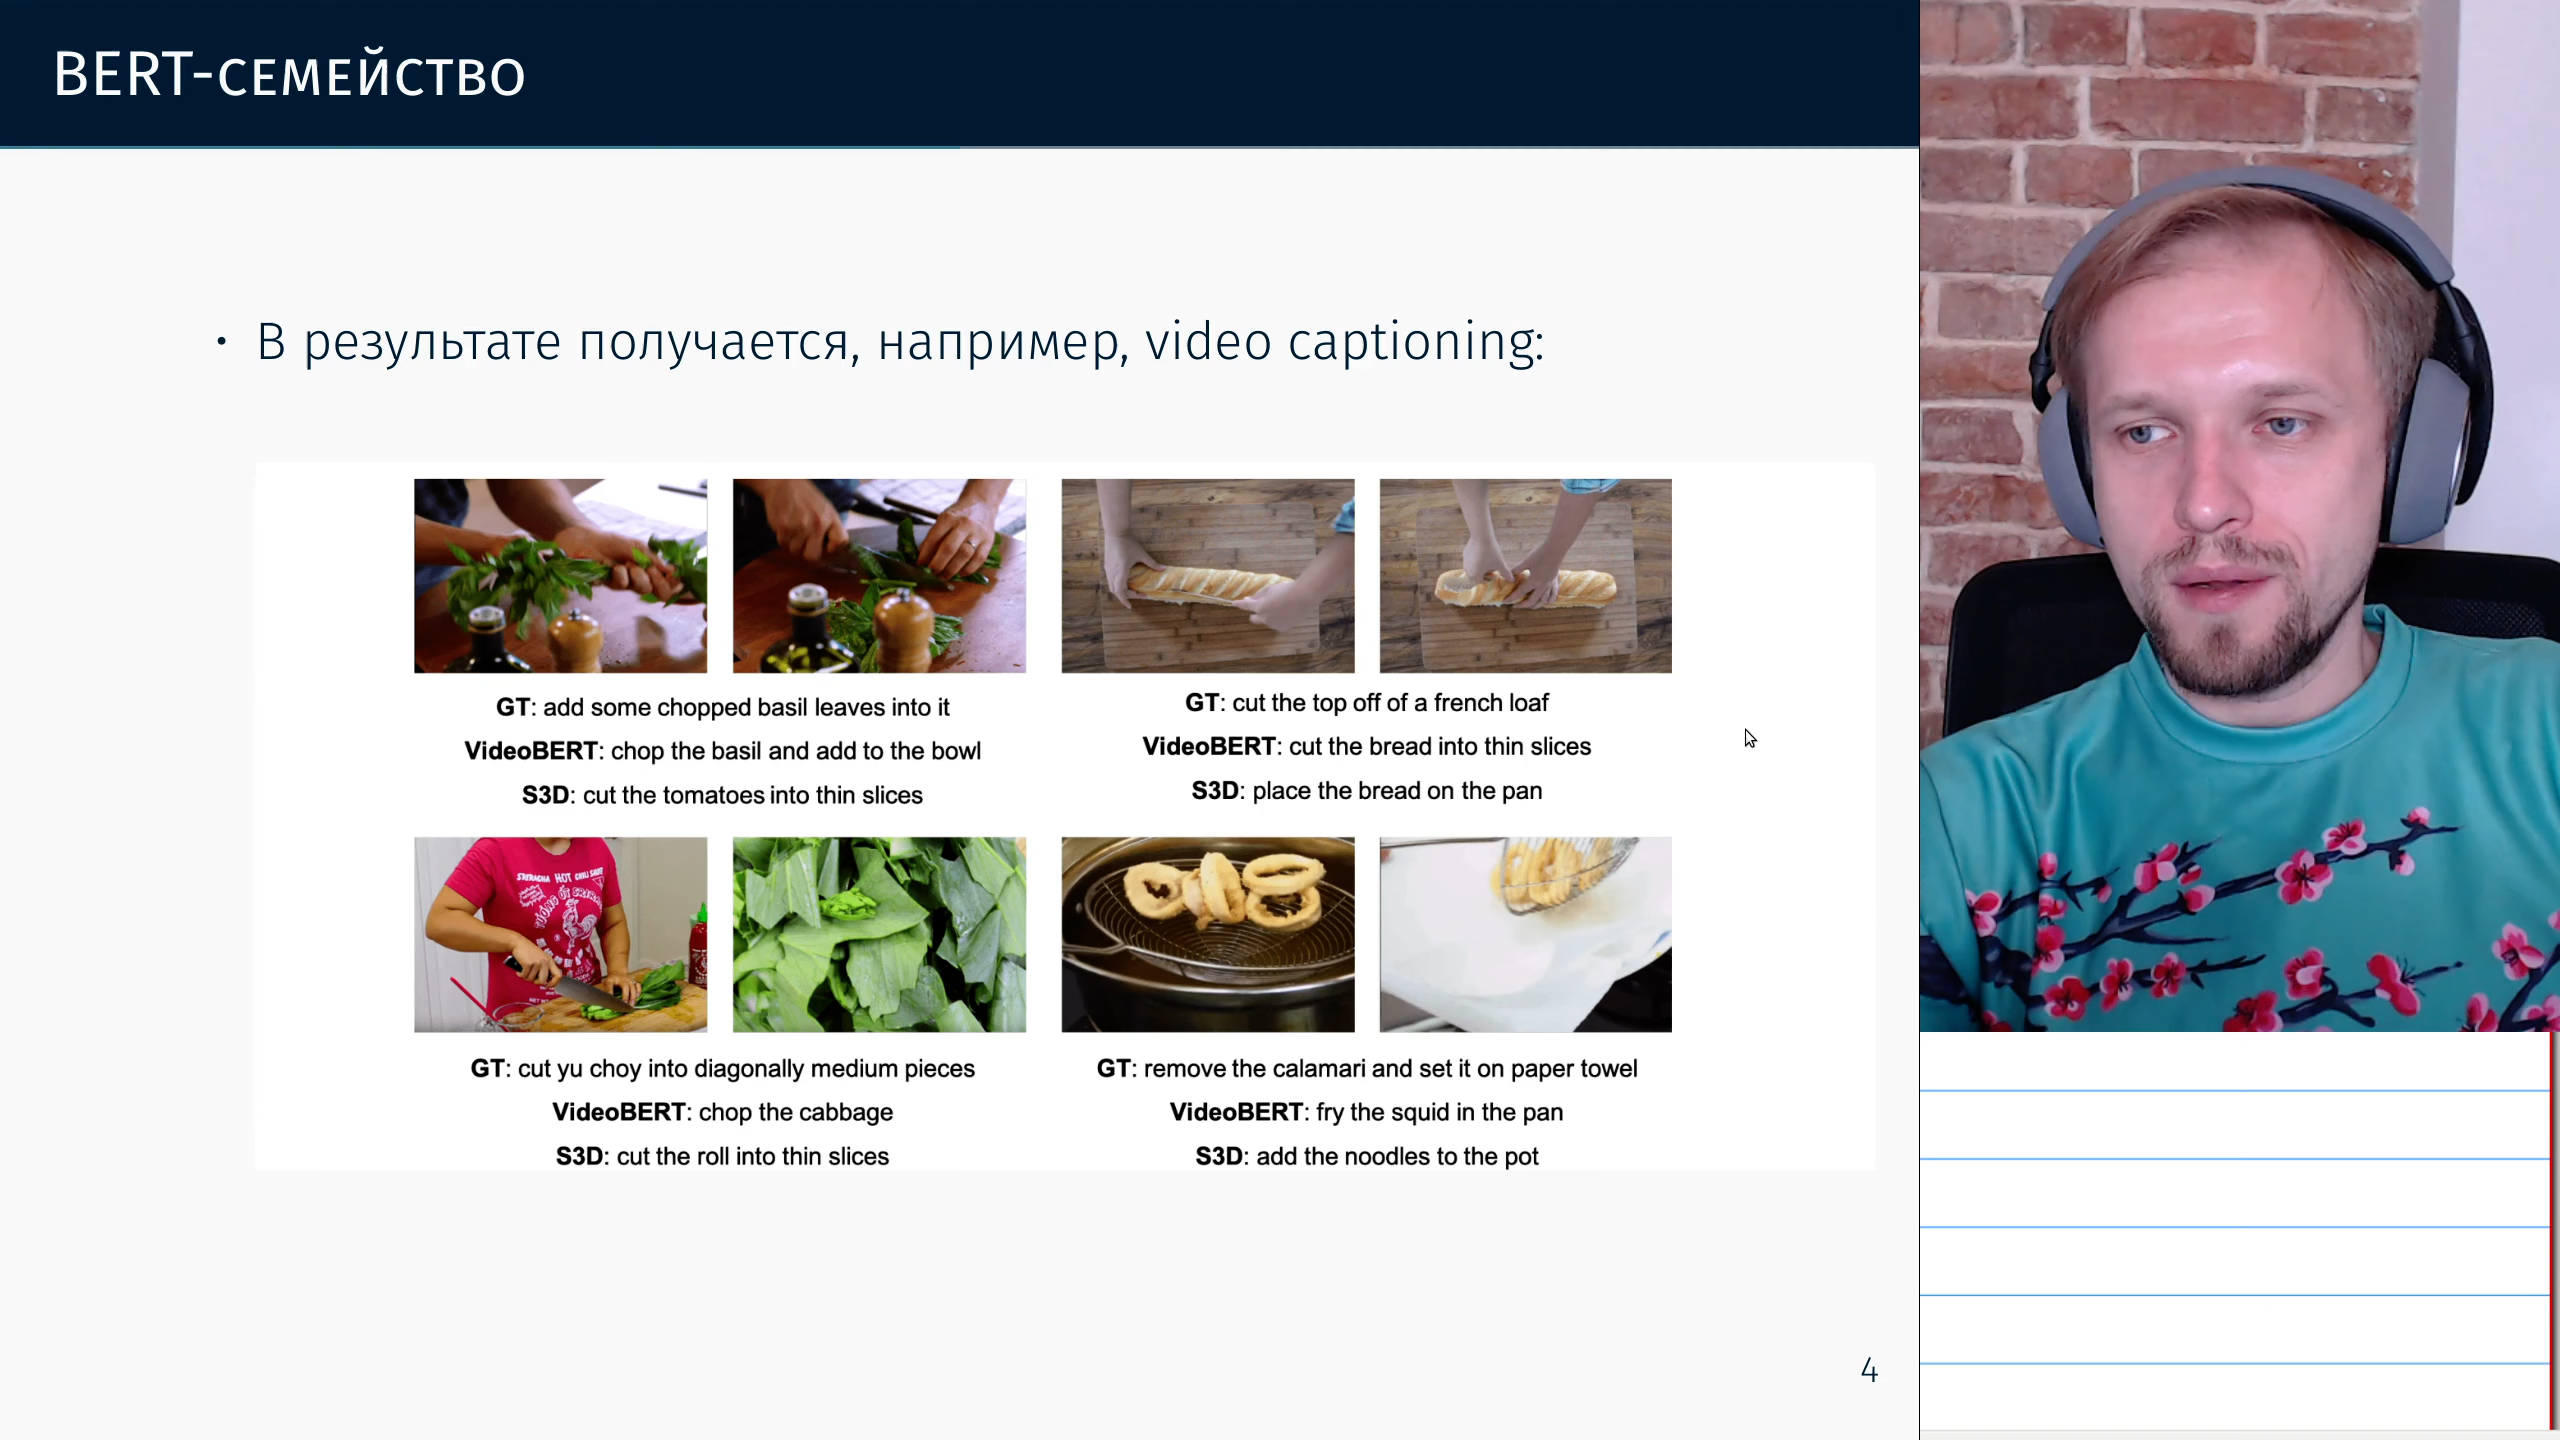 BERT-СЕМЕЙСТВО
• В результате получается, например, video captioning:
GT: add some chopped basil leaves into it
VideoBERT: chop the basil and add to the bowl
S3D: cut the tomatoes into thin slices
GT: cut the top off of a french loaf
VideoBERT: cut the bread into thin slices
S3D: place the bread on the pan
SRIRACHA HOT CHILI SAUCE
GT: cut yu choy into diagonally medium pieces
VideoBERT: chop the cabbage
S3D: cut the roll into thin slices
GT: remove the calamari and set it on paper towel
VideoBERT: fry the squid in the pan
S3D: add the noodles to the pot
4